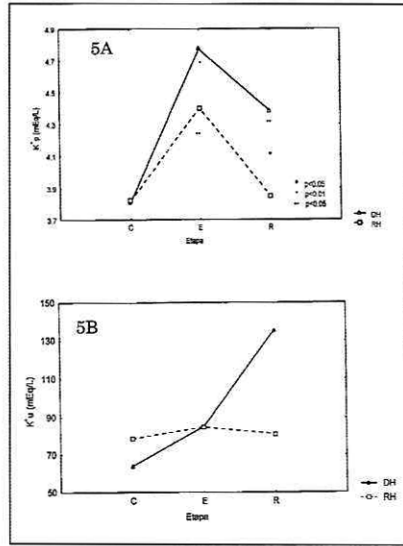 5A
4.9
4.7
4.5
4.3
4.1
3.9
3.7
K⁺p (mEq/L)
* p<0.05
p<0.01
p<0.05
C E R
Etapa
DH
RH
5B
150
130
110
90
70
50
K⁺u (mEq/L)
C E R
Etapa
DH
RH